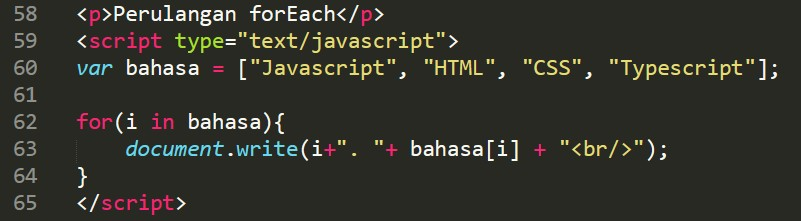 58 <p>Perulangan forEach</p>
59 <script type="text/javascript">
60 var bahasa = ["Javascript", "HTML", "CSS", "Typescript"];
61
62 for(i in bahasa){
63     document.write(i+". "+ bahasa[i] + "<br/>");
64 }
65 </script>